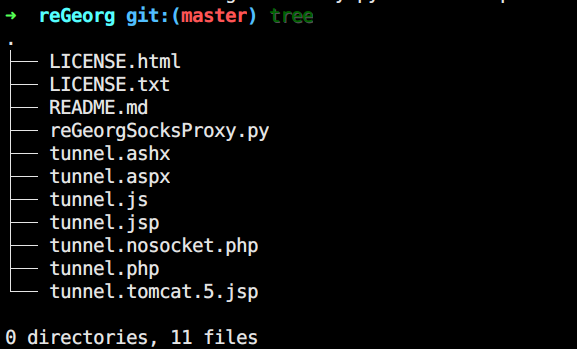 ➜ reGeorg git:(master) tree
.
├── LICENSE.html
├── LICENSE.txt
├── README.md
├── reGeorgSocksProxy.py
├── tunnel.ashx
├── tunnel.aspx
├── tunnel.js
├── tunnel.jsp
├── tunnel.nosocket.php
├── tunnel.php
└── tunnel.tomcat.5.jsp
0 directories, 11 files